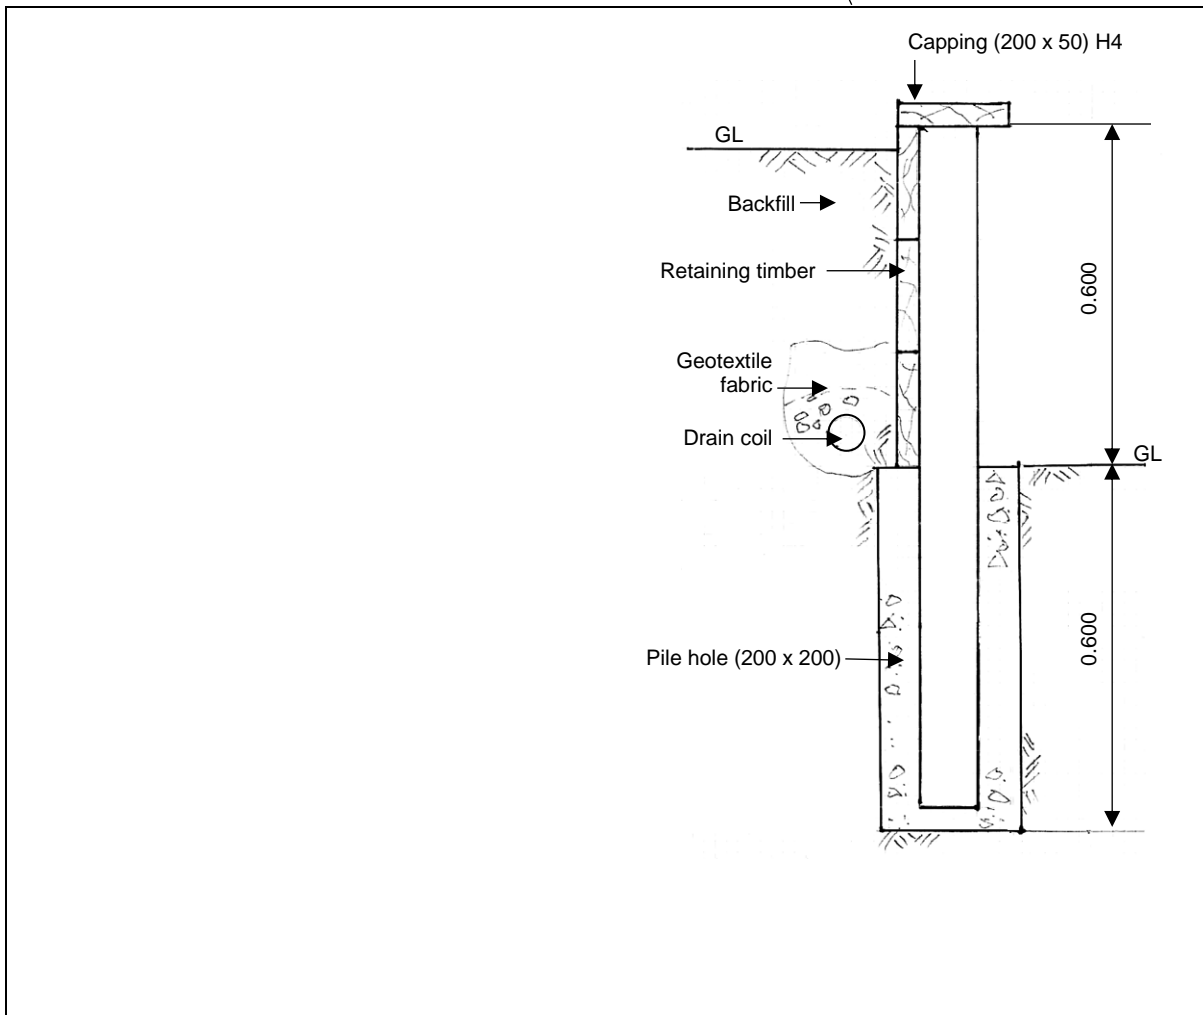 Capping (200 x 50) H4
GL
Backfill
Retaining timber
0.600
Geotextile
fabric
Drain coil
GL
Pile hole (200 x 200)
0.600